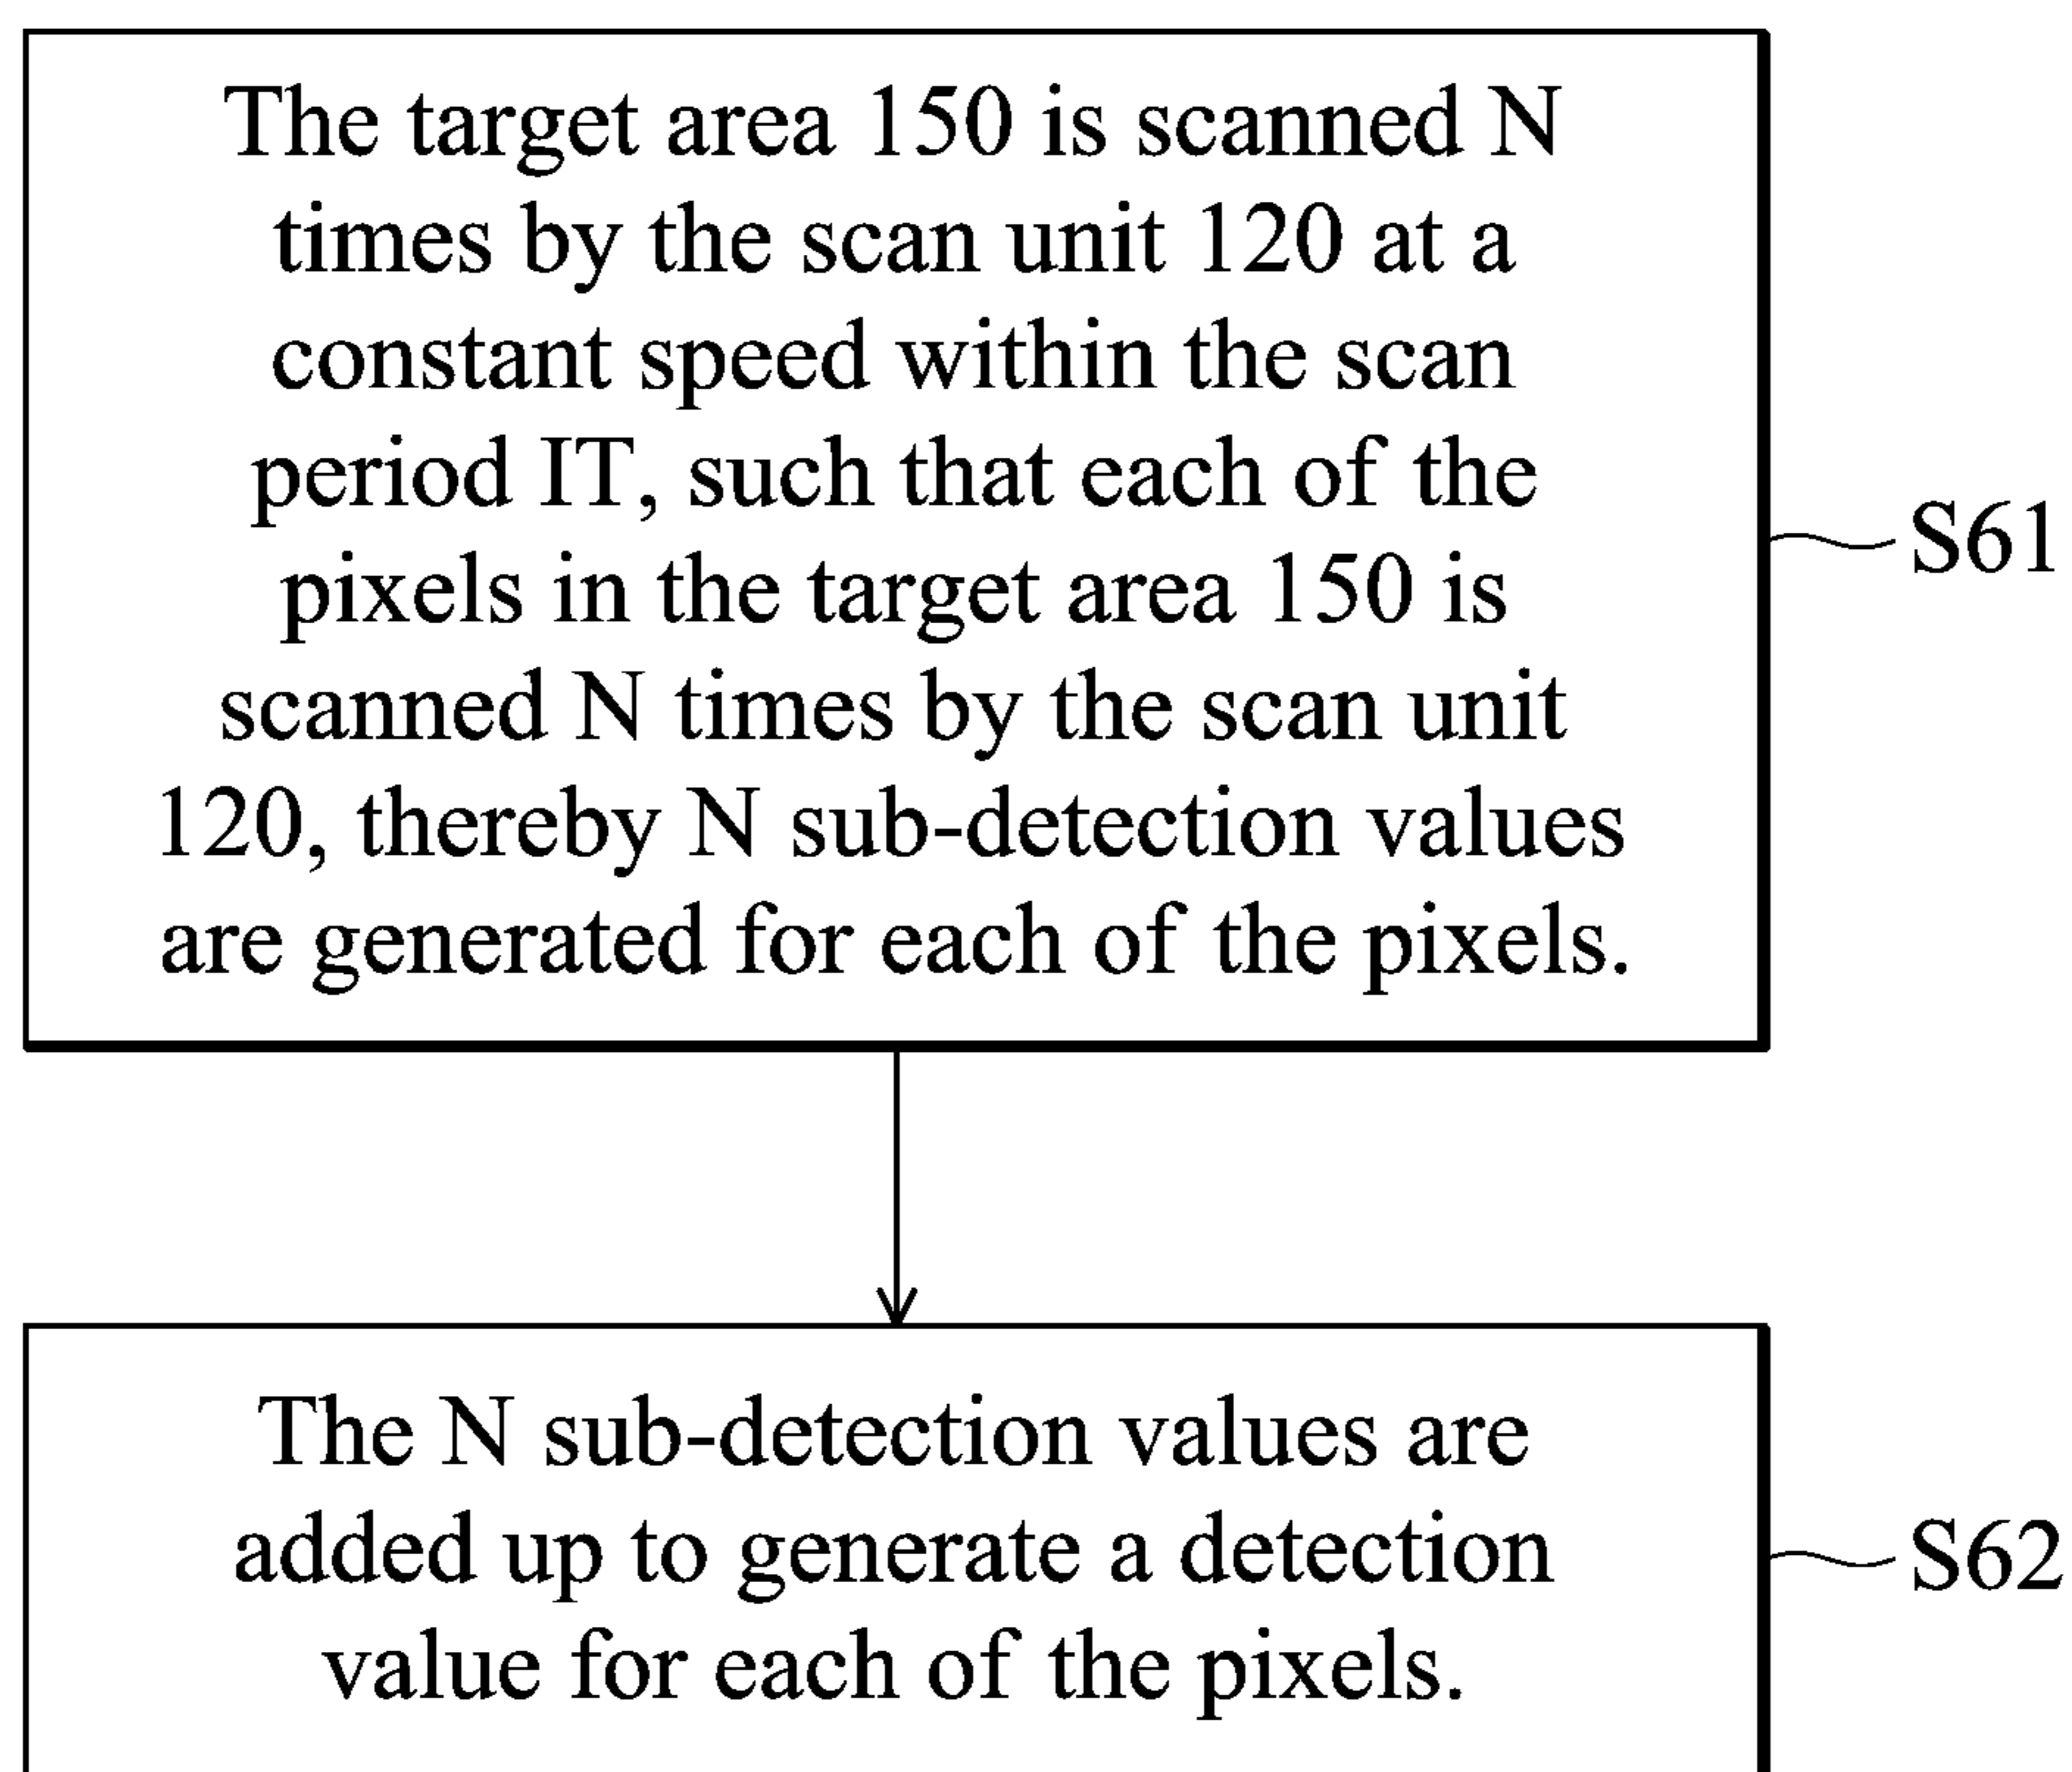 The target area 150 is scanned N
times by the scan unit 120 at a
constant speed within the scan
period IT, such that each of the
pixels in the target area 150 is
scanned N times by the scan unit
120, thereby N sub-detection values
are generated for each of the pixels.
S61
The N sub-detection values are
added up to generate a detection
value for each of the pixels.
S62